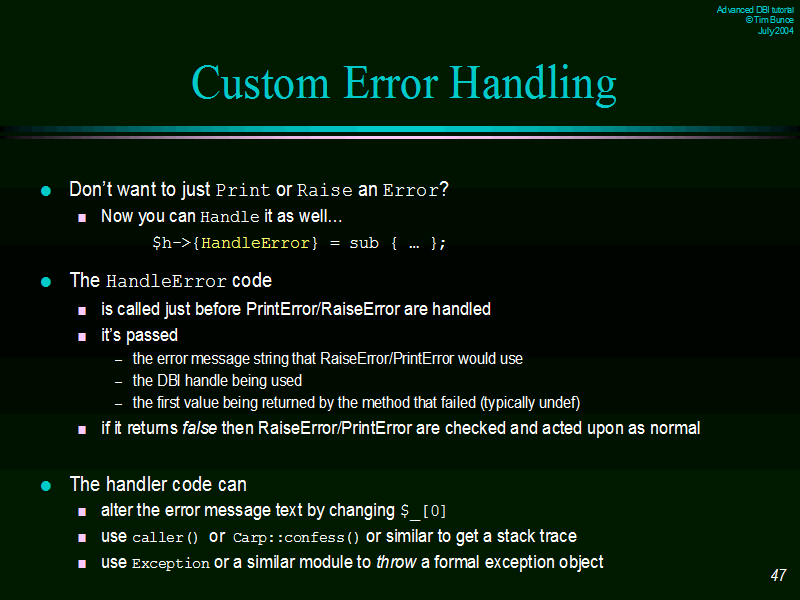 Advanced DBI tutorial
© Tim Bunce
July 2004
Custom Error Handling
Don’t want to just Print or Raise an Error?
Now you can Handle it as well…
$h->{HandleError} = sub { … };
The HandleError code
is called just before PrintError/RaiseError are handled
it’s passed
– the error message string that RaiseError/PrintError would use
– the DBI handle being used
– the first value being returned by the method that failed (typically undef)
if it returns false then RaiseError/PrintError are checked and acted upon as normal
The handler code can
alter the error message text by changing $_[0]
use caller() or Carp::confess() or similar to get a stack trace
use Exception or a similar module to throw a formal exception object
47